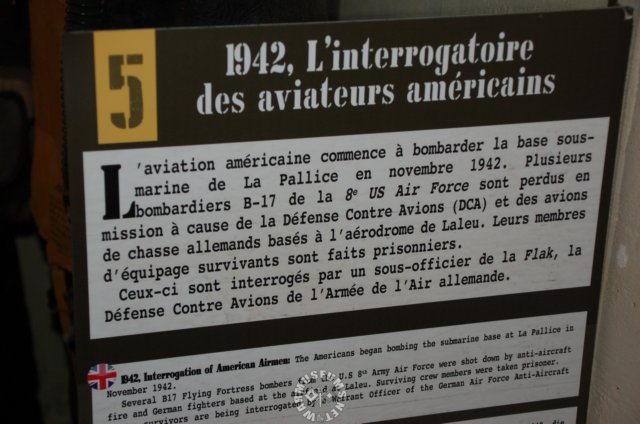 5
1942, L'interrogatoire
des aviateurs américains
L'aviation américaine commence à bombarder la base sous-
marine de La Pallice en novembre 1942. Plusieurs
bombardiers B-17 de la 8e US Air Force sont perdus en
mission à cause de la Défense Contre Avions (DCA) et des avions
de chasse allemands basés à l'aérodrome de Laleu. Leurs membres
d'équipage survivants sont faits prisonniers.
Ceux-ci sont interrogés par un sous-officier de la Flak, la
Défense Contre Avions de l'Armée de l'Air allemande.
1942, Interrogation of American Airmen: The Americans began bombing the submarine base at La Pallice in
November 1942.
Several B17 Flying Fortress bombers from the U.S 8th Army Air Force were shot down by anti-aircraft
fire and German fighters based at the Laleu. Surviving crew members were taken prisoner.
survivors are being interrogated by a Warrant Officer of the German Air Force Anti-Aircraft